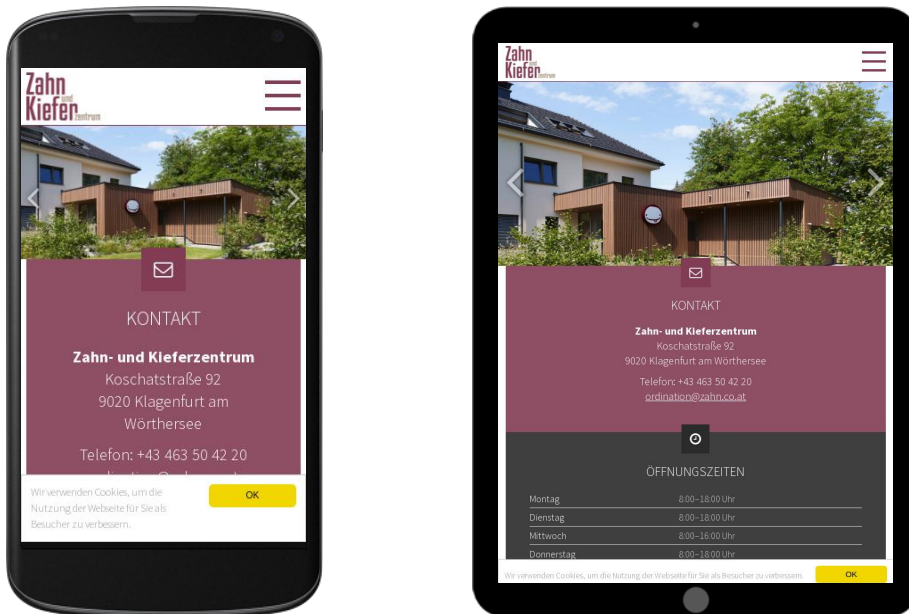 Zahn
und
Kiefer
zentrum
KONTAKT
Zahn- und Kieferzentrum
Koschatstraße 92
9020 Klagenfurt am
Wörthersee
Telefon: +43 463 50 42 20
Wir verwenden Cookies, um die
Nutzung der Webseite für Sie als
Besucher zu verbessern.
OK
Zahn
Kiefer
zentrum
KONTAKT
Zahn- und Kieferzentrum
Koschatstraße 92
9020 Klagenfurt am Wörthersee
Telefon: +43 463 50 42 20
ordination@zahn.co.at
ÖFFNUNGSZEITEN
Montag 8:00–18:00 Uhr
Dienstag 8:00–18:00 Uhr
Mittwoch 8:00–16:00 Uhr
Donnerstag 8:00–18:00 Uhr
Wir verwenden Cookies, um die Nutzung der Webseite für Sie als Besucher zu verbessern.
OK